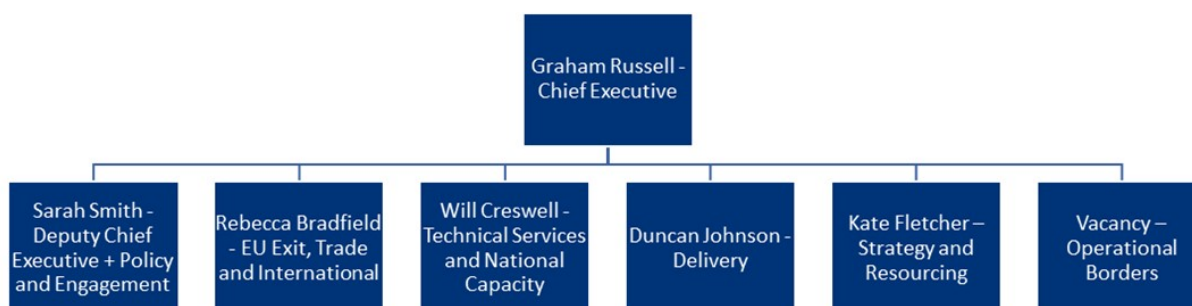 Graham Russell -
Chief Executive
Sarah Smith -
Deputy Chief
Executive + Policy
and Engagement
Rebecca Bradfield
- EU Exit, Trade
and International
Will Creswell -
Technical Services
and National
Capacity
Duncan Johnson -
Delivery
Kate Fletcher –
Strategy and
Resourcing
Vacancy –
Operational
Borders